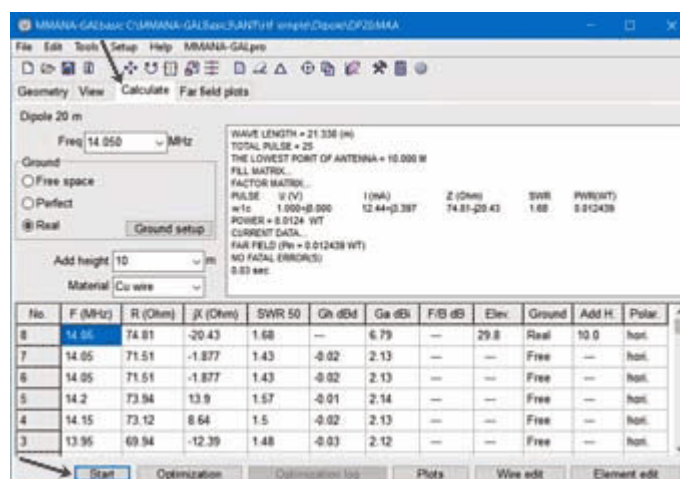 MMANA-GALbasic C:\MMANA-GALBasic3\ANT\HF simple\Dipole\DP20.MAA
File Edit Tools Setup Help MMANA-GALpro
Geometry View Calculate Far field plots
Dipole 20 m
Freq 14.050 MHz
Ground
Free space
Perfect
Real Ground setup
Add height 10 m
Material Cu wire
WAVE LENGTH = 21.338 (m)
TOTAL PULSE = 25
THE LOWEST POINT OF ANTENNA = 10.000 M
FILL MATRIX...
FACTOR MATRIX...
PULSE U (V) I (mA) Z (Ohm) SWR PWR(WT)
w1c 1.000+j0.000 12.44+j3.397 74.81-j20.43 1.68 0.012439
POWER = 0.0124 WT
CURRENT DATA...
FAR FIELD (Pin = 0.012439 WT)
NO FATAL ERROR(S)
0.03 sec
No. F (MHz) R (Ohm) jX (Ohm) SWR 50 Gh dBd Ga dBi F/B dB Elev. Ground Add H. Polar.
8 14.05 74.81 -20.43 1.68 --- 6.79 --- 29.8 Real 10.0 hori.
7 14.05 71.51 -1.877 1.43 -0.02 2.13 --- --- Free --- hori.
6 14.05 71.51 -1.877 1.43 -0.02 2.13 --- --- Free --- hori.
5 14.2 73.94 13.9 1.57 -0.01 2.14 --- --- Free --- hori.
4 14.15 73.12 8.64 1.5 -0.02 2.13 --- --- Free --- hori.
3 13.95 69.94 -12.39 1.48 -0.03 2.12 --- --- Free --- hori.
Start Optimization Optimization log Plots Wire edit Element edit